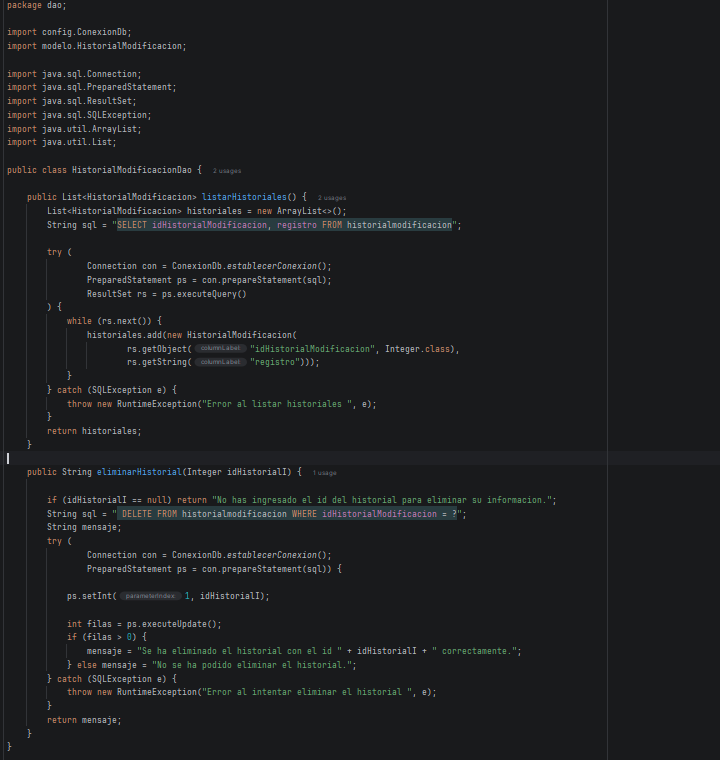 package dao;
import config.ConexionDb;
import modelo.HistorialModificacion;
import java.sql.Connection;
import java.sql.PreparedStatement;
import java.sql.ResultSet;
import java.sql.SQLException;
import java.util.ArrayList;
import java.util.List;
public class HistorialModificacionDao { 2 usages
public List<HistorialModificacion> listarHistoriales() { 2 usages
List<HistorialModificacion> historiales = new ArrayList<>();
String sql = "SELECT idHistorialModificacion, registro FROM historialmodificacion";
try (
Connection con = ConexionDb.establecerConexion();
PreparedStatement ps = con.prepareStatement(sql);
ResultSet rs = ps.executeQuery()
) {
while (rs.next()) {
historiales.add(new HistorialModificacion(
rs.getObject( columnLabel: "idHistorialModificacion", Integer.class),
rs.getString( columnLabel: "registro")));
}
} catch (SQLException e) {
throw new RuntimeException("Error al listar historiales ", e);
}
return historiales;
}
public String eliminarHistorial(Integer idHistorialI) { 1 usage
if (idHistorialI == null) return "No has ingresado el id del historial para eliminar su informacion.";
String sql = " DELETE FROM historialmodificacion WHERE idHistorialModificacion = ?";
String mensaje;
try (
Connection con = ConexionDb.establecerConexion();
PreparedStatement ps = con.prepareStatement(sql)) {
ps.setInt( parameterIndex: 1, idHistorialI);
int filas = ps.executeUpdate();
if (filas > 0) {
mensaje = "Se ha eliminado el historial con el id " + idHistorialI + " correctamente.";
} else mensaje = "No se ha podido eliminar el historial.";
} catch (SQLException e) {
throw new RuntimeException("Error al intentar eliminar el historial ", e);
}
return mensaje;
}
}